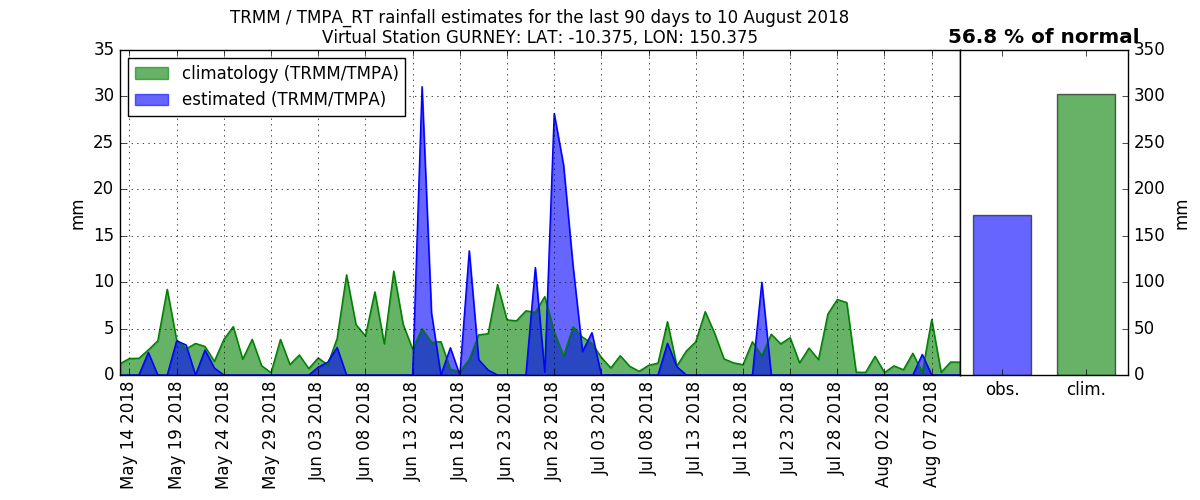 TRMM / TMPA_RT rainfall estimates for the last 90 days to 10 August 2018
Virtual Station GURNEY: LAT: -10.375, LON: 150.375
56.8 % of normal
climatology (TRMM/TMPA)
estimated (TRMM/TMPA)
35
30
25
20
15
10
5
0
mm
May 14 2018
May 19 2018
May 24 2018
May 29 2018
Jun 03 2018
Jun 08 2018
Jun 13 2018
Jun 18 2018
Jun 23 2018
Jun 28 2018
Jul 03 2018
Jul 08 2018
Jul 13 2018
Jul 18 2018
Jul 23 2018
Jul 28 2018
Aug 02 2018
Aug 07 2018
obs.
clim.
350
300
250
200
150
100
50
0
mm